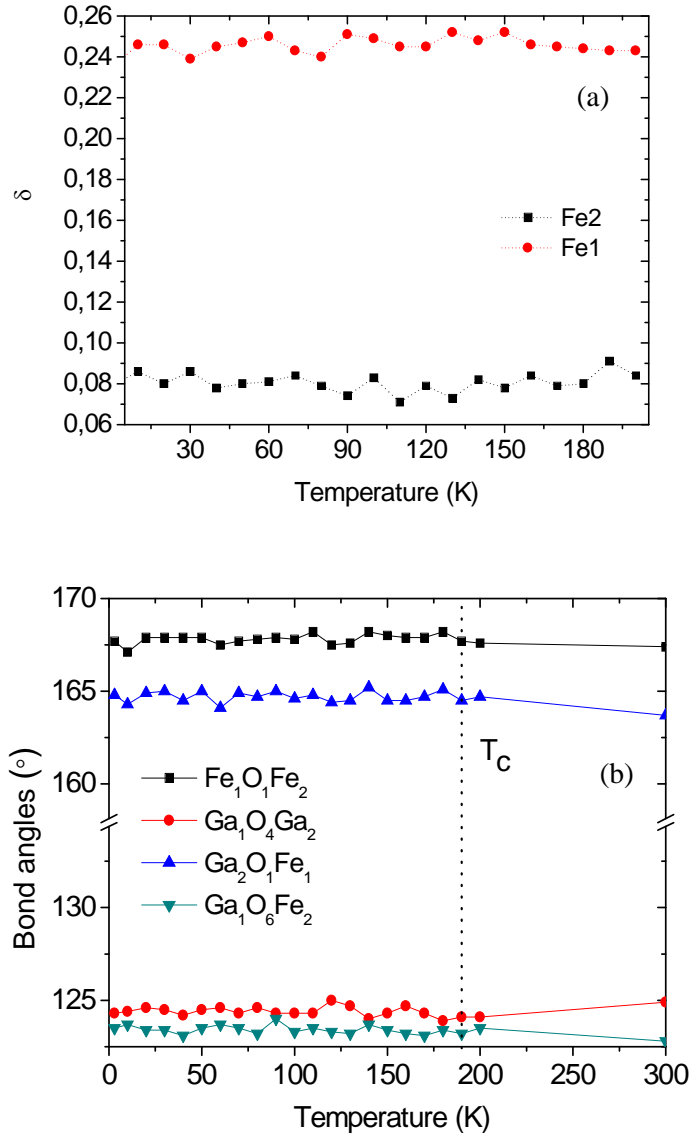 0,26
0,24
0,22
0,20
0,18
0,16
0,14
0,12
0,10
0,08
0,06
δ
(a)
Fe2
Fe1
30 60 90 120 150 180
Temperature (K)
170
165
160
130
125
Bond angles (°)
T_C
(b)
Fe₁O₁Fe₂
Ga₁O₄Ga₂
Ga₂O₁Fe₁
Ga₁O₆Fe₂
0 50 100 150 200 250 300
Temperature (K)